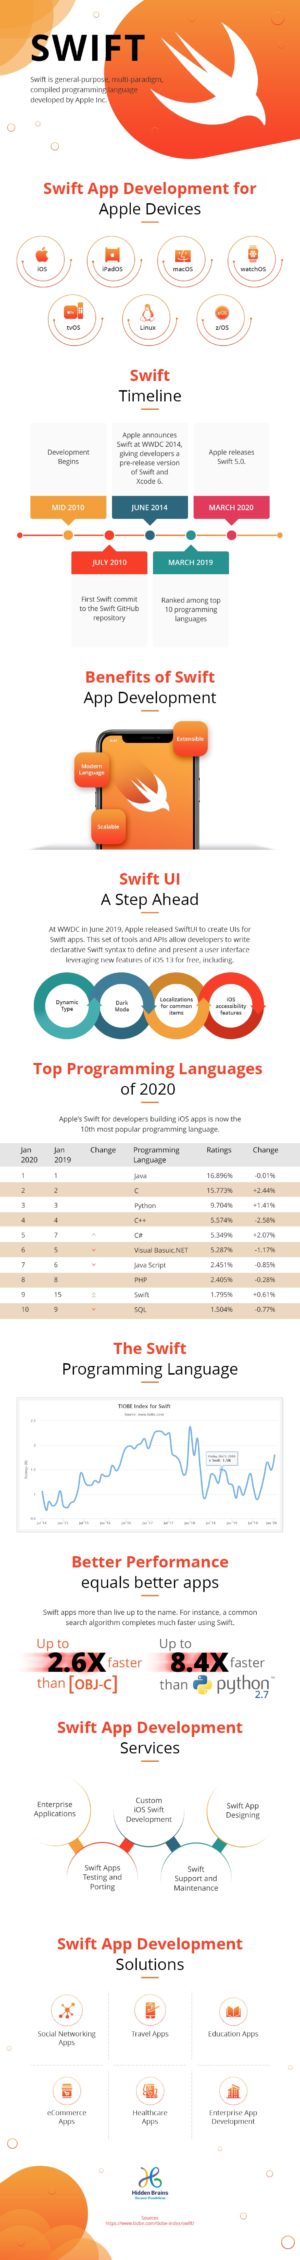 SWIFT
Swift is general-purpose, multi-paradigm,
compiled programming language
developed by Apple Inc.
Swift App Development for
Apple Devices
iOS
iPadOS
macOS
watchOS
tvOS
Linux
z/OS
Swift
Timeline
Development
Begins
MID 2010
Apple announces
Swift at WWDC 2014,
giving developers a
pre-release version
of Swift and
Xcode 6.
JUNE 2014
Apple releases
Swift 5.0.
MARCH 2020
JULY 2010
First Swift commit
to the Swift GitHub
repository
MARCH 2019
Ranked among top
10 programming
languages
Benefits of Swift
App Development
Extensible
Modern
Language
Scalable
Swift UI
A Step Ahead
At WWDC in June 2019, Apple released SwiftUI to create UIs for
Swift apps. This set of tools and APIs allow developers to write
declarative Swift syntax to define and present a user interface
leveraging new features of iOS 13 for free, including.
Dynamic
Type
Dark
Mode
Localizations
for common
items
iOS
accessibility
features
Top Programming Languages
of 2020
Apple's Swift for developers building iOS apps is now the
10th most popular programming language.
Jan 2020 Jan 2019 Change Programming Language Ratings Change
1 1 Java 16.896% -0.01%
2 2 C 15.773% +2.44%
3 3 Python 9.704% +1.41%
4 4 C++ 5.574% -2.58%
5 7 ^ C# 5.349% +2.07%
6 5 Visual Basuic.NET 5.287% -1.17%
7 6 Java Script 2.451% -0.85%
8 8 PHP 2.405% -0.28%
9 15 Swift 1.795% +0.61%
10 9 SQL 1.504% -0.77%
The Swift
Programming Language
TIOBE Index for Swift
Source: www.tiobe.com
Better Performance
equals better apps
Swift apps more than live up to the name. For instance, a common
search algorithm completes much faster using Swift.
Up to
2.6X faster
than [OBJ-C]
Up to
8.4X faster
than python
2.7
Swift App Development
Services
Enterprise
Applications
Custom
iOS Swift
Development
Swift App
Designing
Swift Apps
Testing and
Porting
Swift
Support and
Maintenance
Swift App Development
Solutions
Social Networking
Apps
Travel Apps
Education Apps
eCommerce
Apps
Healthcare
Apps
Enterprise App
Development
Hidden Brains
Sources